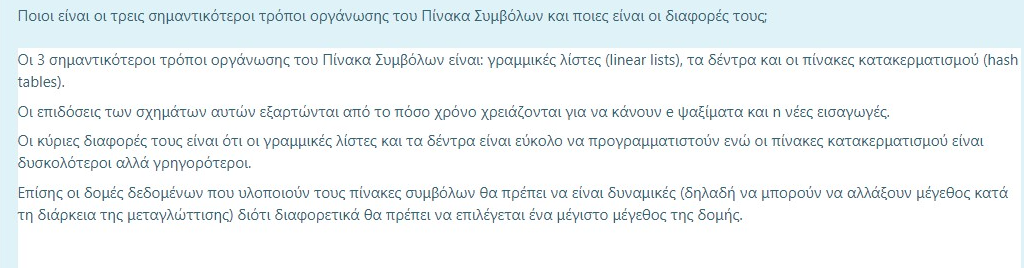 Ποιοι είναι οι τρεις σημαντικότεροι τρόποι οργάνωσης του Πίνακα Συμβόλων και ποιες είναι οι διαφορές τους;
Οι 3 σημαντικότεροι τρόποι οργάνωσης του Πίνακα Συμβόλων είναι: γραμμικές λίστες (linear lists), τα δέντρα και οι πίνακες κατακερματισμού (hash
tables).
Οι επιδόσεις των σχημάτων αυτών εξαρτώνται από το πόσο χρόνο χρειάζονται για να κάνουν e ψαξίματα και n νέες εισαγωγές.
Οι κύριες διαφορές τους είναι ότι οι γραμμικές λίστες και τα δέντρα είναι εύκολο να προγραμματιστούν ενώ οι πίνακες κατακερματισμού είναι
δυσκολότεροι αλλά γρηγορότεροι.
Επίσης οι δομές δεδομένων που υλοποιούν τους πίνακες συμβόλων θα πρέπει να είναι δυναμικές (δηλαδή να μπορούν να αλλάξουν μέγεθος κατά
τη διάρκεια της μεταγλώττισης) διότι διαφορετικά θα πρέπει να επιλέγεται ένα μέγιστο μέγεθος της δομής.